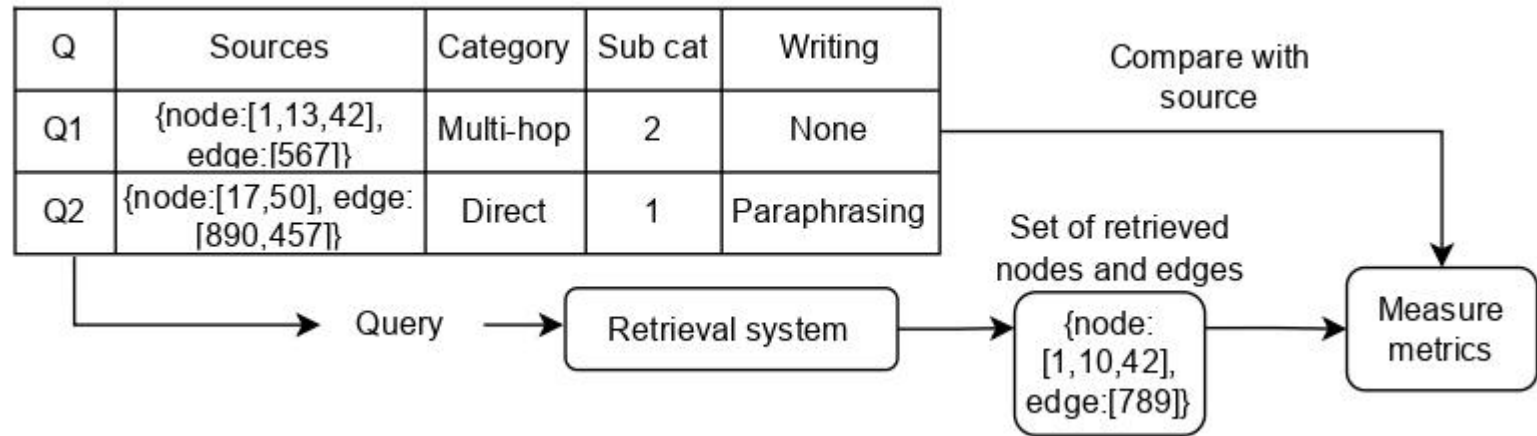 Q Sources Category Sub cat Writing
Q1 {node:[1,13,42], edge:[567]} Multi-hop 2 None
Q2 {node:[17,50], edge:[890,457]} Direct 1 Paraphrasing
Compare with
source
Query
Retrieval system
Set of retrieved
nodes and edges
{node:
[1,10,42],
edge:[789]}
Measure
metrics